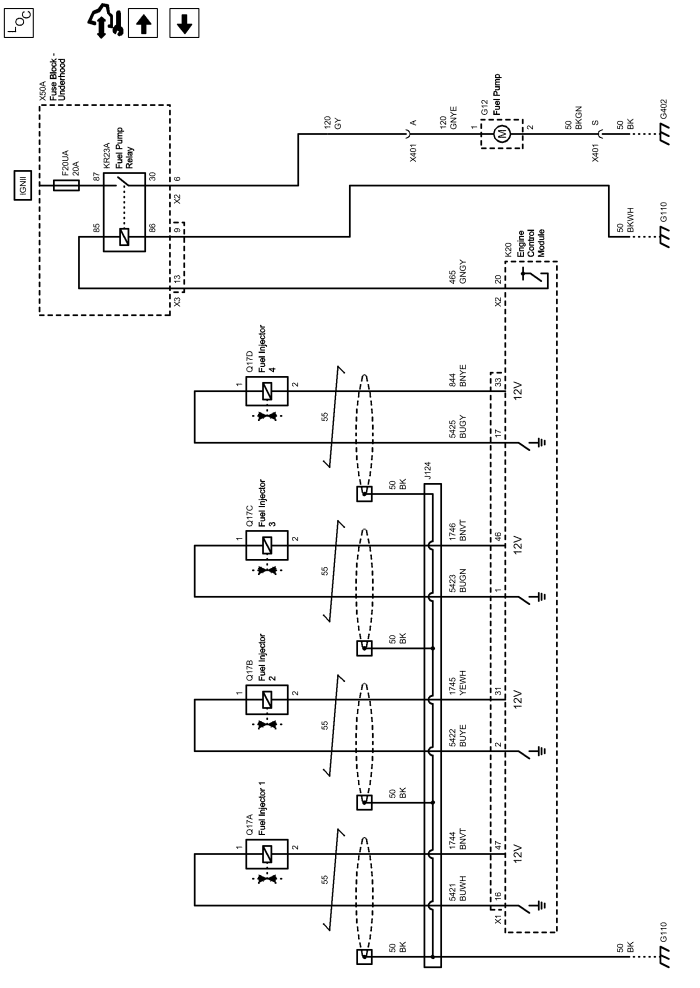 LOC
X50A
Fuse Block -
Underhood
IGNII
F20UA
20A
KR23A
Fuel Pump
Relay
87
30
85
86
6
X2
9
13
X3
120
GY
A
X401
120
GNYE
1
G12
Fuel Pump
M
2
50
BKGN
S
X401
50
BK
G402
50
BKWH
G110
465
GNGY
20
X2
K20
Engine
Control
Module
Q17D
Fuel Injector
4
1
2
55
844
BNYE
33
12V
5425
BUGY
17
50
BK
J124
Q17C
Fuel Injector
3
1
2
55
1746
BNVT
46
12V
5423
BUGN
1
50
BK
Q17B
Fuel Injector
2
1
2
55
1745
YEWH
31
12V
5422
BUYE
2
50
BK
Q17A
Fuel Injector 1
1
2
55
1744
BNVT
47
12V
5421
BUWH
16
X1
50
BK
50
BK
G110